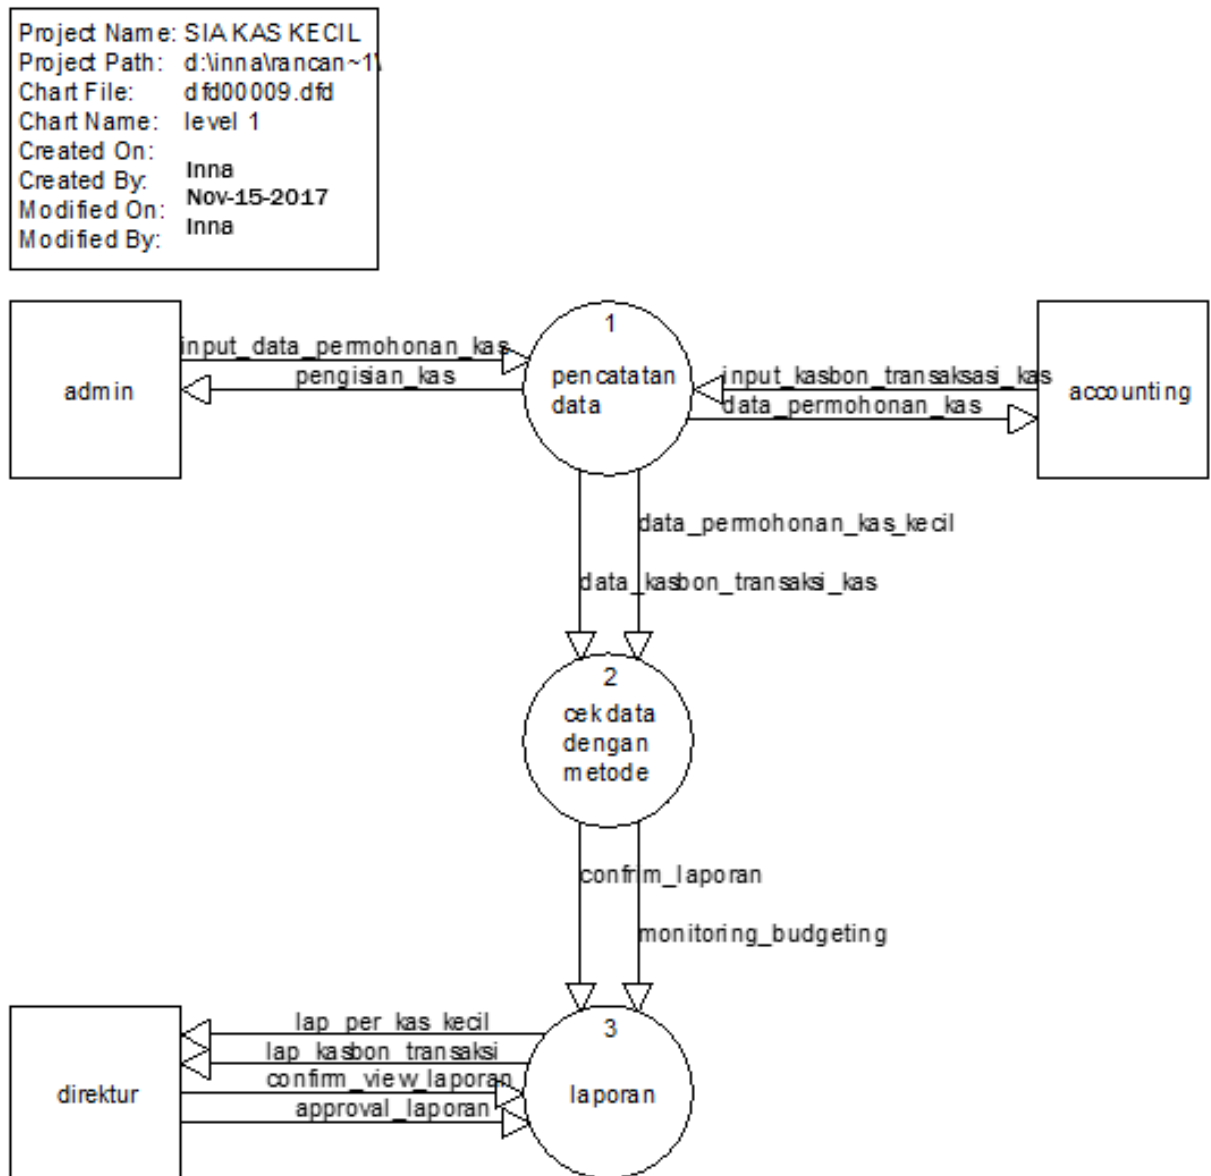 Project Name: SIA KAS KECIL
Project Path: d:\inna\rancan~1\
Chart File: dfd00009.dfd
Chart Name: level 1
Created On:
Created By: Inna
Modified On: Nov-15-2017
Modified By: Inna
admin
input_data_permohonan_kas
pengisian_kas
1
pencatatan
data
input_kasbon_transaksasi_kas
data_permohonan_kas
accounting
data_permohonan_kas_kecil
data_kasbon_transaksi_kas
2
cek data
dengan
metode
confrim_laporan
monitoring_budgeting
direktur
lap_per_kas_kecil
lap_kasbon_transaksi
confirm_view_laporan
approval_laporan
3
laporan